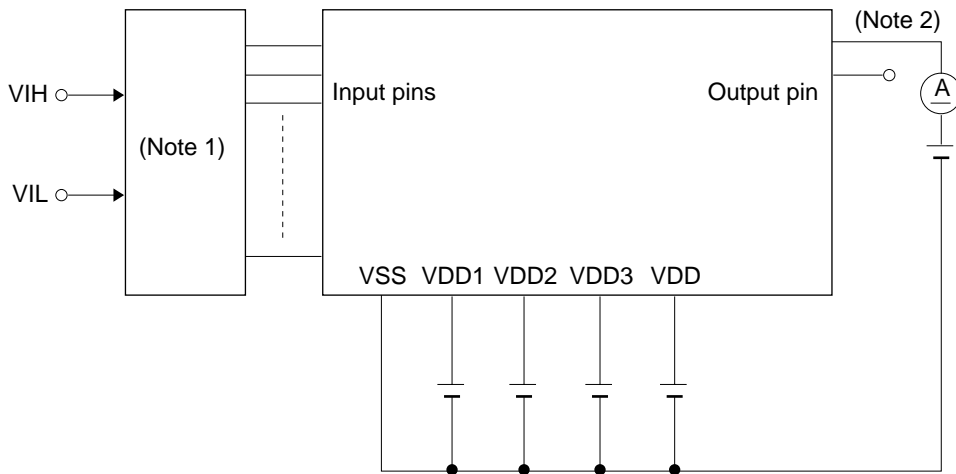 (Note 2)
VIH
Input pins
Output pin
A
(Note 1)
VIL
VSS VDD1 VDD2 VDD3 VDD